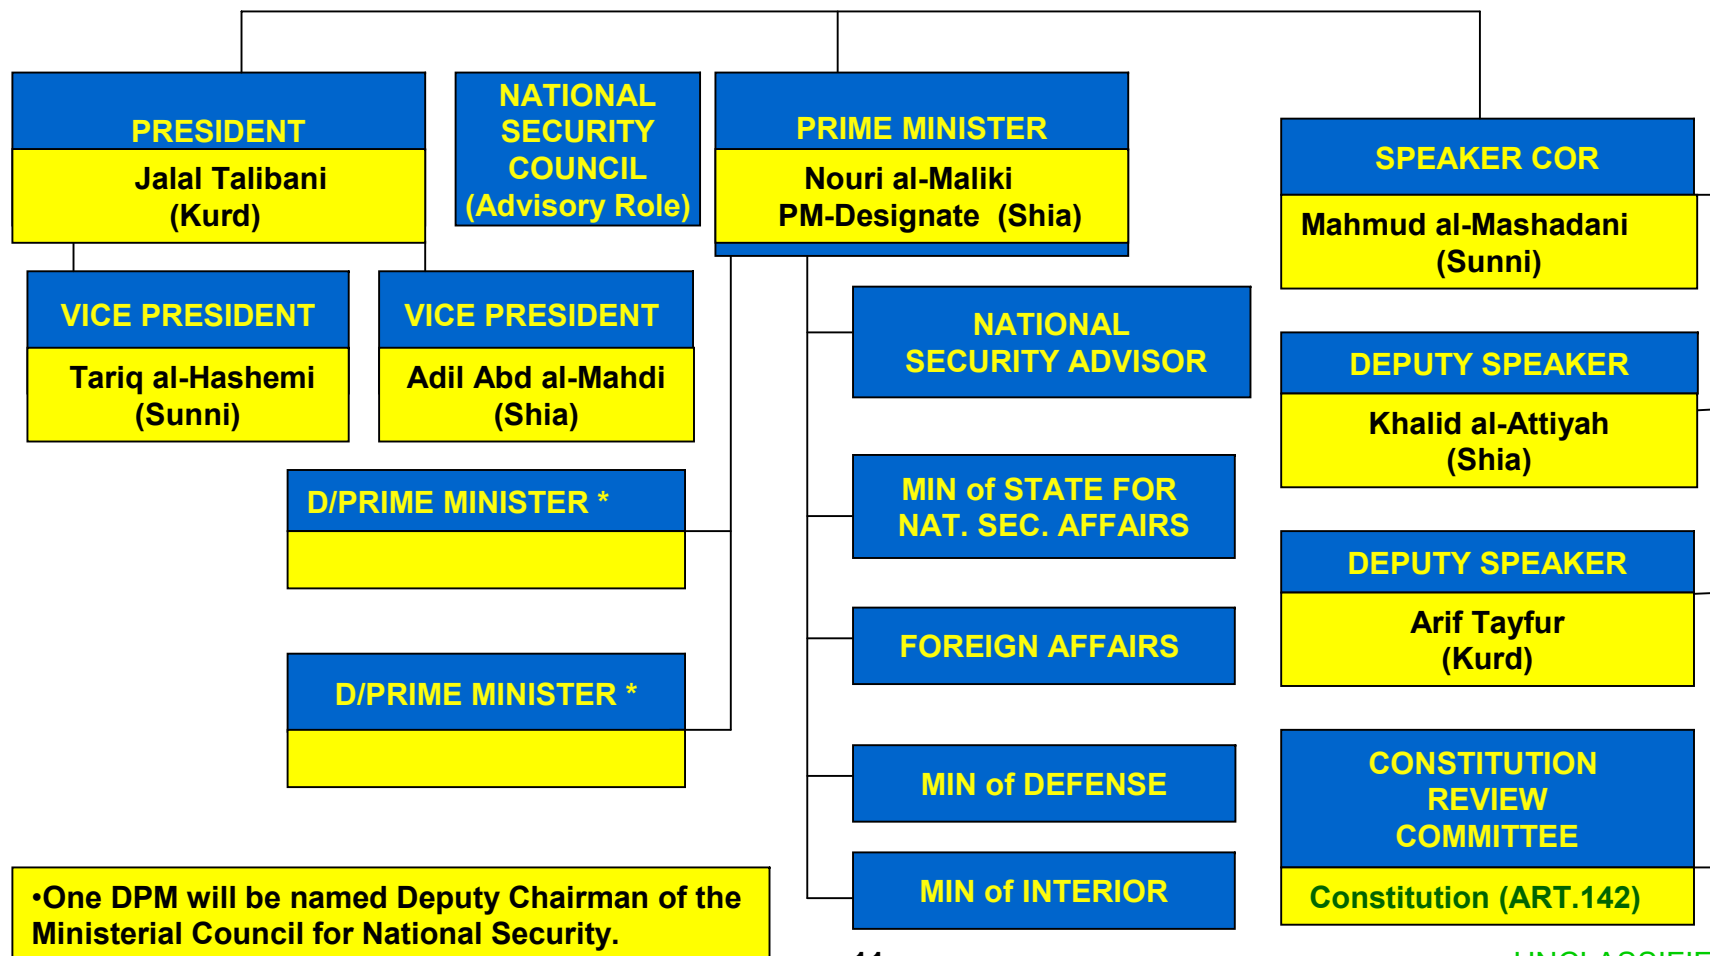 PRESIDENT
Jalal Talibani
(Kurd)
NATIONAL
SECURITY
COUNCIL
(Advisory Role)
PRIME MINISTER
Nouri al-Maliki
PM-Designate (Shia)
SPEAKER COR
Mahmud al-Mashadani
(Sunni)
VICE PRESIDENT
Tariq al-Hashemi
(Sunni)
VICE PRESIDENT
Adil Abd al-Mahdi
(Shia)
NATIONAL
SECURITY ADVISOR
DEPUTY SPEAKER
Khalid al-Attiyah
(Shia)
D/PRIME MINISTER *
MIN of STATE FOR
NAT. SEC. AFFAIRS
DEPUTY SPEAKER
Arif Tayfur
(Kurd)
FOREIGN AFFAIRS
D/PRIME MINISTER *
MIN of DEFENSE
CONSTITUTION
REVIEW
COMMITTEE
Constitution (ART.142)
MIN of INTERIOR
•One DPM will be named Deputy Chairman of the
Ministerial Council for National Security.